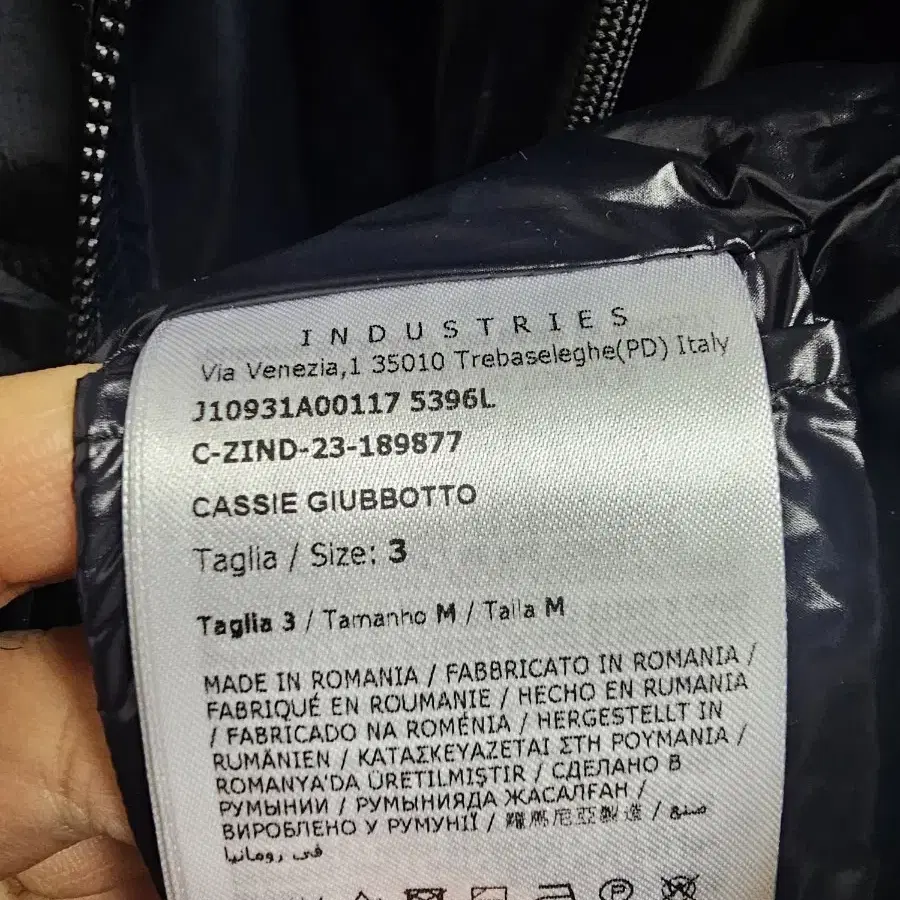 INDUSTRIES
Via Venezia,1 35010 Trebaseleghe(PD) Italy
J10931A00117 5396L
C-ZIND-23-189877
CASSIE GIUBBOTTO
Taglia / Size: 3
Taglia 3 / Tamanho M / Talla M
MADE IN ROMANIA / FABBRICATO IN ROMANIA /
FABRIQUÉ EN ROUMANIE / HECHO EN RUMANIA
/ FABRICADO NA ROMÉNIA / HERGESTELLT IN
RUMÄNIEN / ΚΑΤΑΣΚΕΥΑΖΕΤΑΙ ΣΤΗ ΡΟΥΜΑΝΙΑ /
ROMANYA'DA ÜRETILMIŞTIR / СДЕЛАНО В
РУМЫНИИ / РУМЫНИЯДА ЖАСАЛҒАН /
ВИРОБЛЕНО У РУМУНІЇ / 羅馬尼亞製造 / صنع
في رومانيا